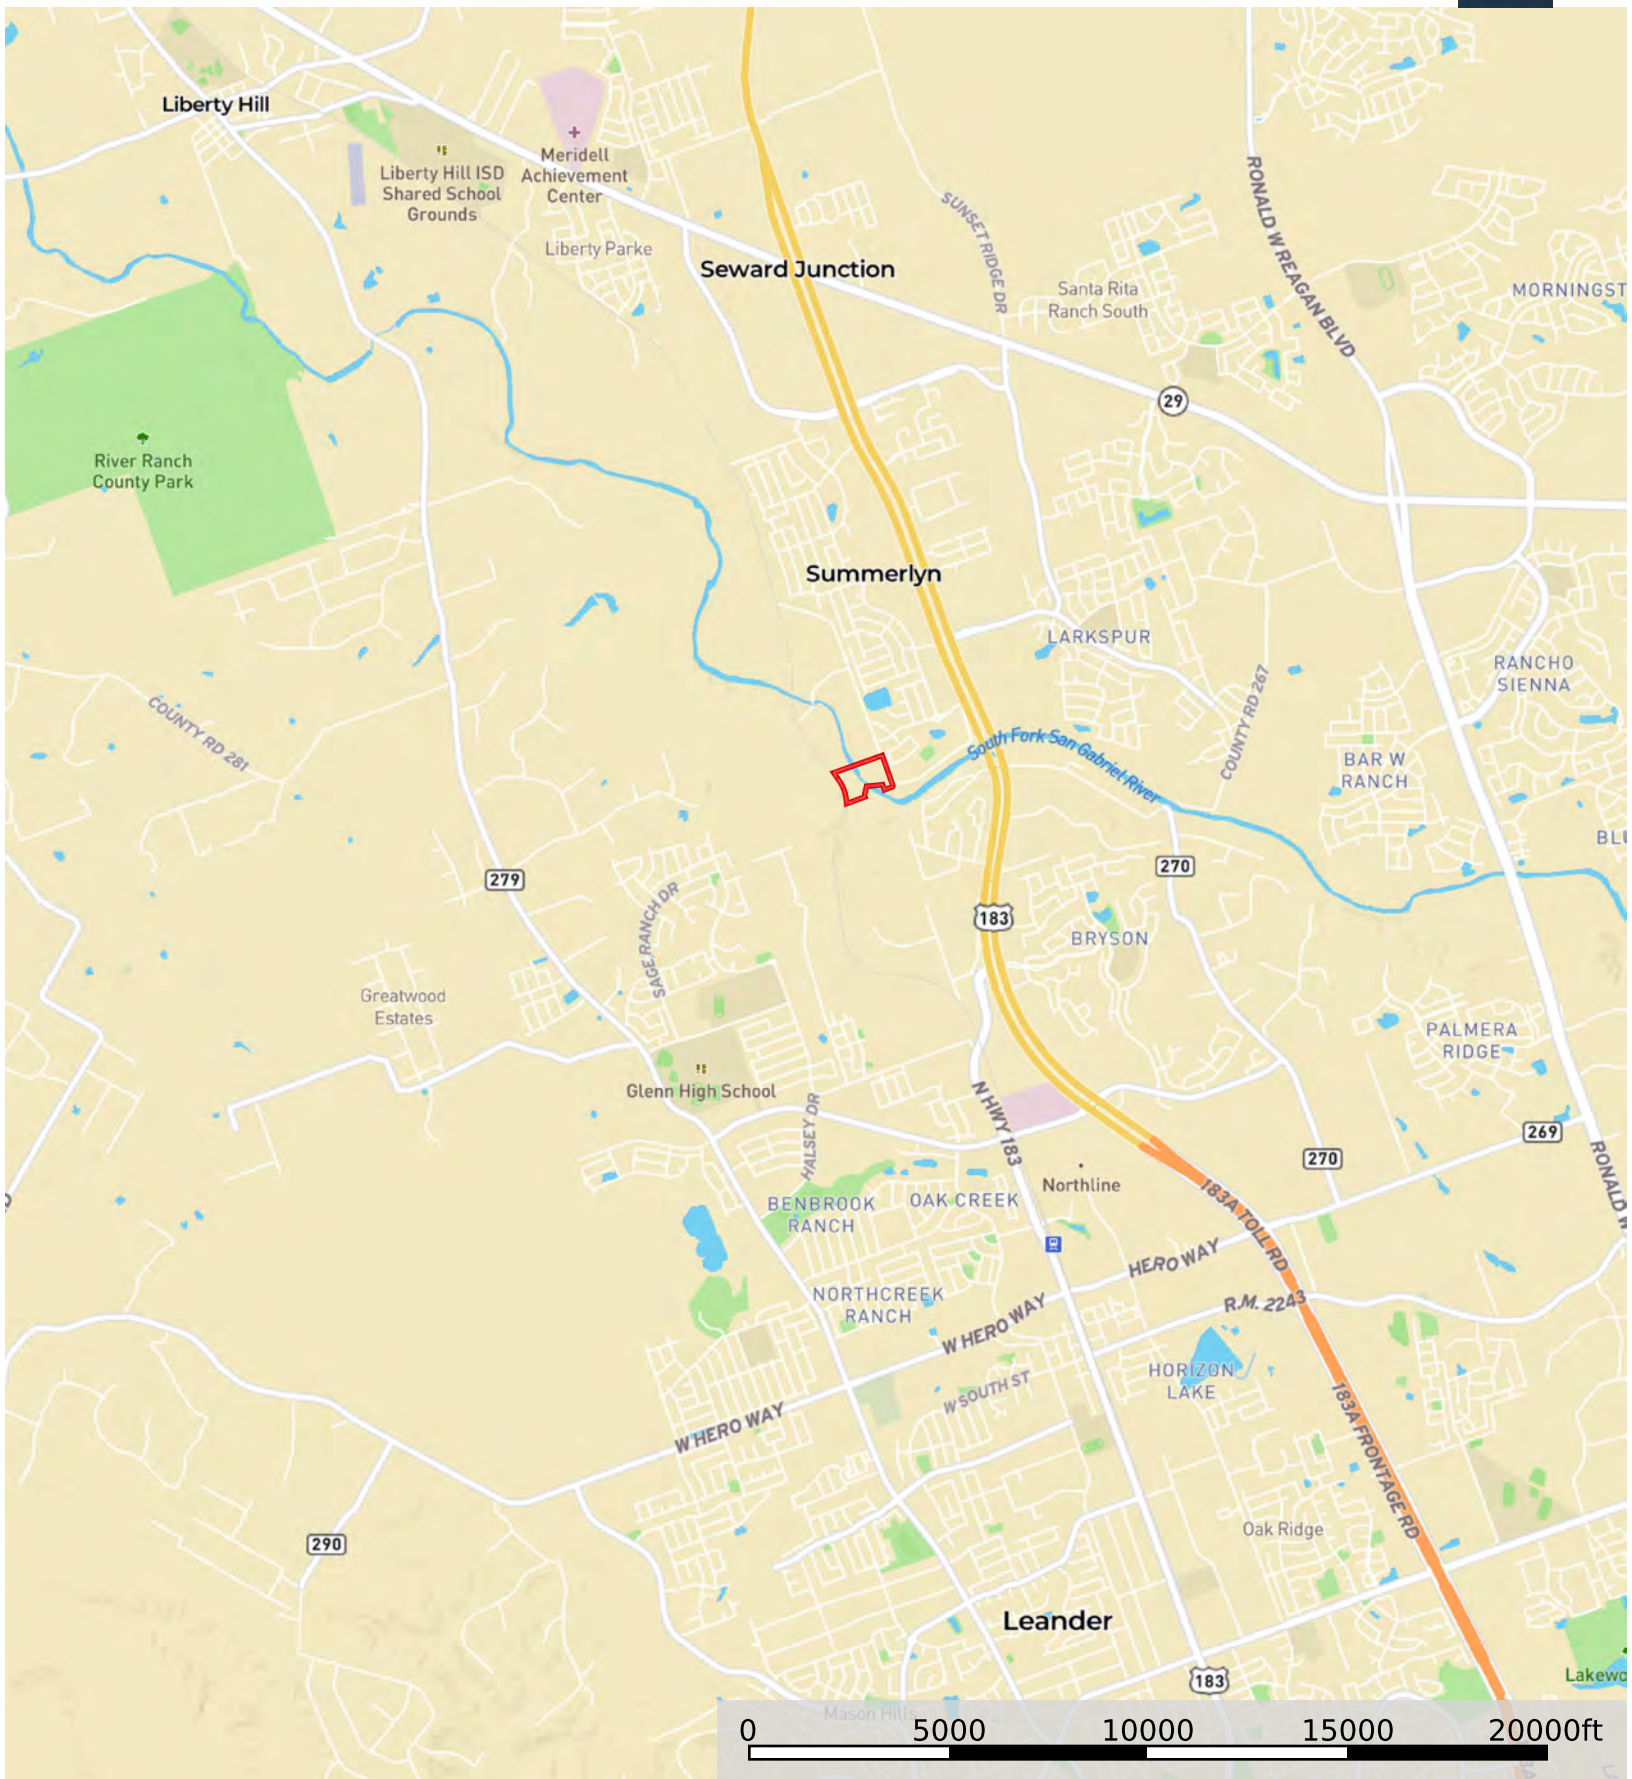 Liberty Hill
Meridell
Achievement
Center
Liberty Hill ISD
Shared School
Grounds
Liberty Parke
Seward Junction
SUNSET RIDGE DR
RONALD W REAGAN BLVD
Santa Rita
Ranch South
MORNINGST
29
River Ranch
County Park
Summerlyn
LARKSPUR
COUNTY RD 267
RANCHO
SIENNA
COUNTY RD 281
South Fork San Gabriel River
BAR W
RANCH
BLU
279
270
SAGE RANCH DR
183
BRYSON
Greatwood
Estates
PALMERA
RIDGE
Glenn High School
N HWY 183
HALSEY DR
269
270
RONALD W
Northline
BENBROOK
RANCH
OAK CREEK
183A TOLL RD
HERO WAY
NORTHCREEK
RANCH
W HERO WAY
R.M. 2243
HORIZON
LAKE
W SOUTH ST
W HERO WAY
183A FRONTAGE RD
290
Oak Ridge
Leander
183
Lakewo
Mason Hills
0 5000 10000 15000 20000ft